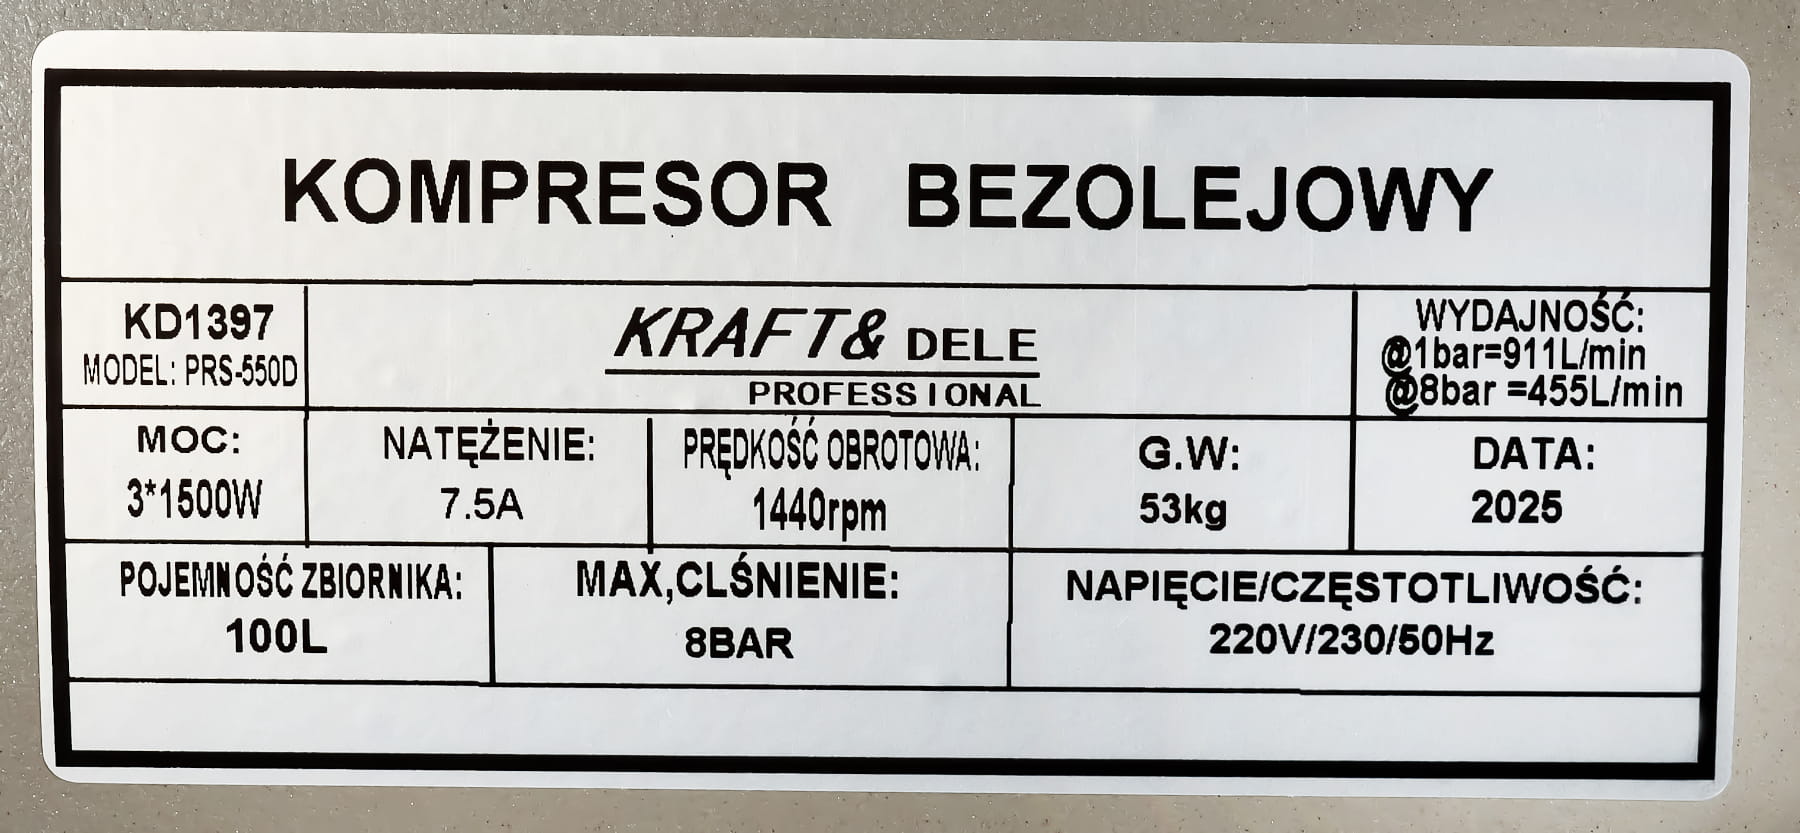 KOMPRESOR BEZOLEJOWY
KD1397
MODEL: PRS-550D
KRAFT& DELE
PROFESSIONAL
WYDAJNOŚĆ:
@1bar=911L/min
@8bar =455L/min
MOC:
3*1500W
NATĘŻENIE:
7.5A
PRĘDKOŚĆ OBROTOWA:
1440rpm
G.W:
53kg
DATA:
2025
POJEMNOŚĆ ZBIORNIKA:
100L
MAX,CLŚNIENIE:
8BAR
NAPIĘCIE/CZĘSTOTLIWOŚĆ:
220V/230/50Hz